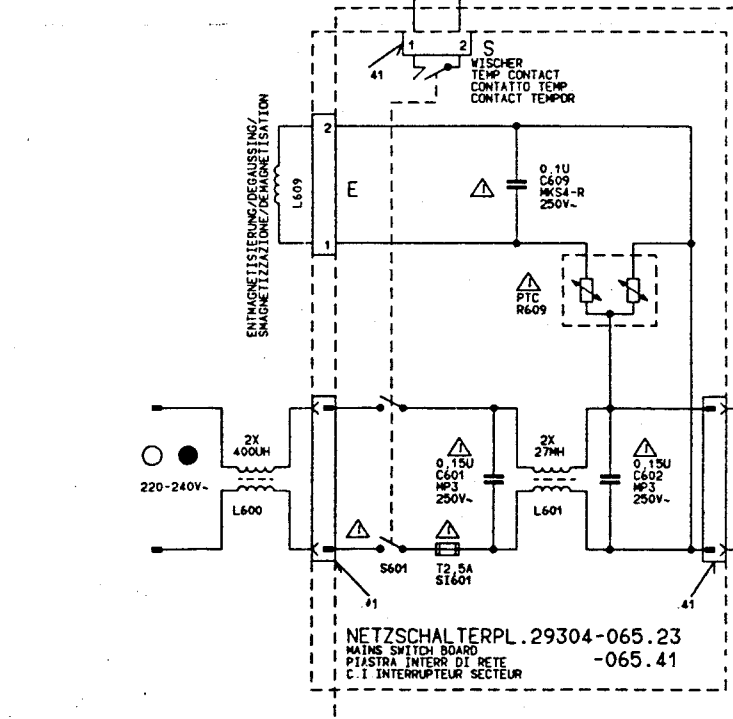 1 2 S
41
WISCHER
TEMP CONTACT
CONTATTO TEMP
CONTACT TEMPOR
ENTMAGNETISIERUNG/DEGAUSSING/
SMAGNETIZZAZIONE/DEMAGNETISATION
L609
2
E
1
0,1U
C609
MKS4-R
250V~
PTC
R609
2X
400UH
220-240V~
L600
0,15U
C601
MP3
250V~
2X
27MH
L601
0,15U
C602
MP3
250V~
S601
T2,5A
SI601
41
41
NETZSCHALTERPL.29304-065.23
MAINS SWITCH BOARD
PIASTRA INTERR DI RETE
-065.41
C.I INTERRUPTEUR SECTEUR